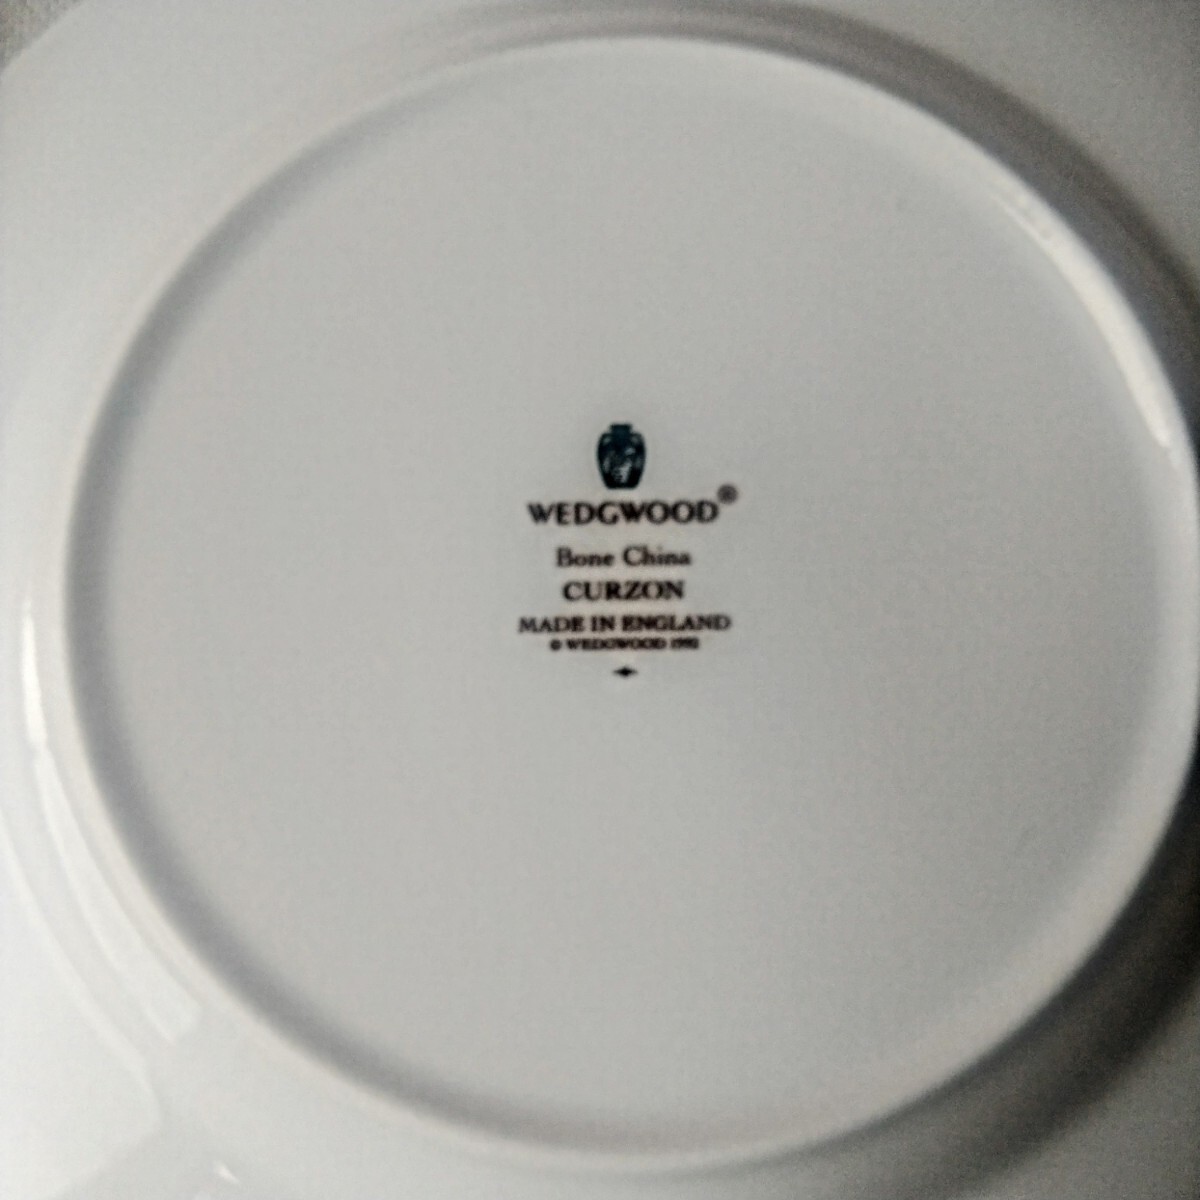 WEDGWOOD®
Bone China
CURZON
MADE IN ENGLAND
© WEDGWOOD 1992